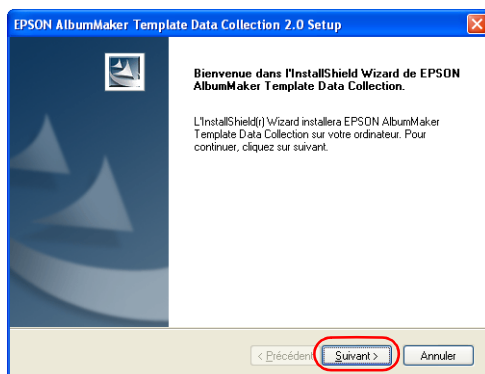 EPSON AlbumMaker Template Data Collection 2.0 Setup
Bienvenue dans l'InstallShield Wizard de EPSON
AlbumMaker Template Data Collection.
L'InstallShield(r) Wizard installera EPSON AlbumMaker
Template Data Collection sur votre ordinateur. Pour
continuer, cliquez sur suivant.
< Précédent Suivant > Annuler